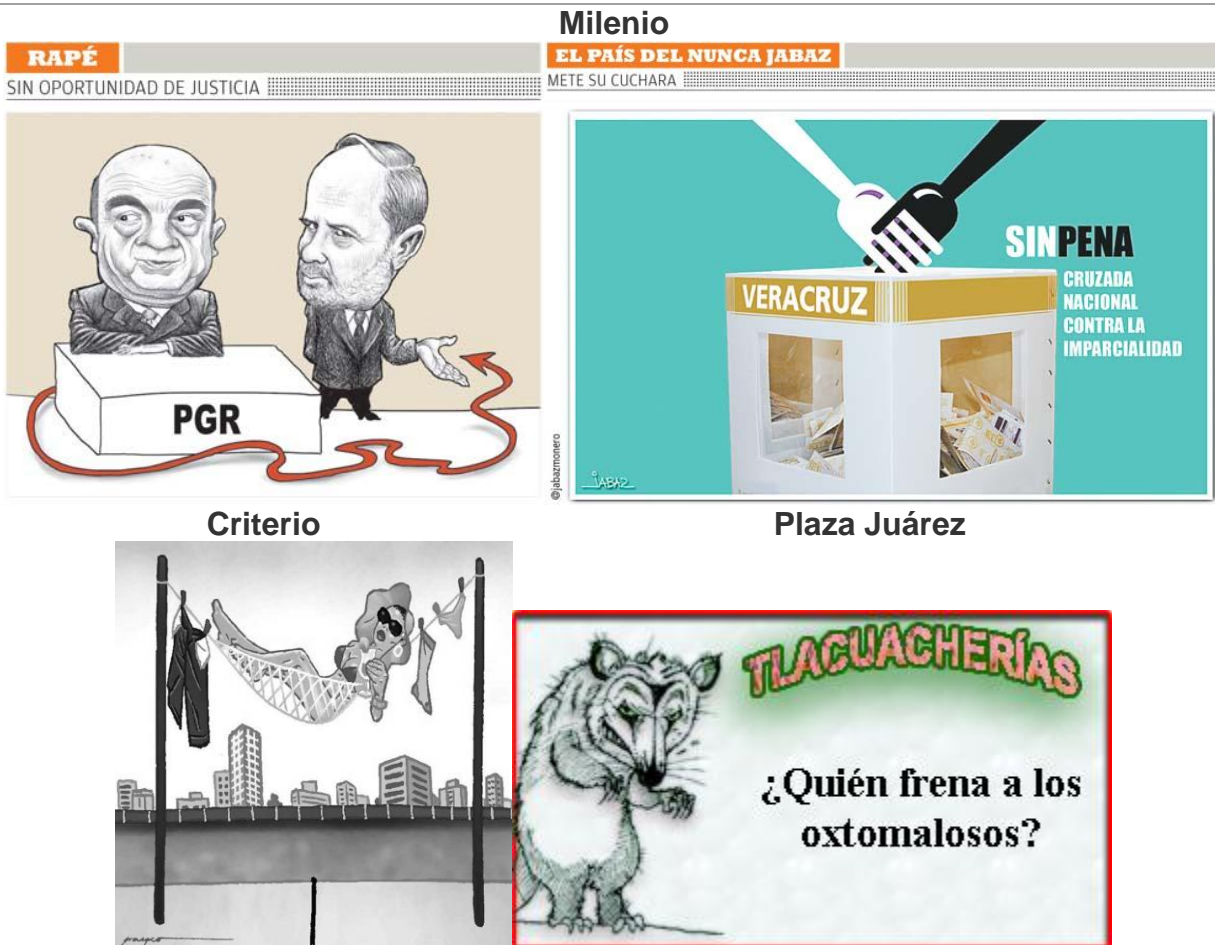 Milenio
RAPÉ
SIN OPORTUNIDAD DE JUSTICIA
PGR
EL PAÍS DEL NUNCA JABAZ
METE SU CUCHARA
VERACRUZ
SINPENA
CRUZADA
NACIONAL
CONTRA LA
IMPARCIALIDAD
@jabazmonero
JABAZ
Criterio
Plaza Juárez
TLACUACHERÍAS
¿Quién frena a los
oxtomalosos?